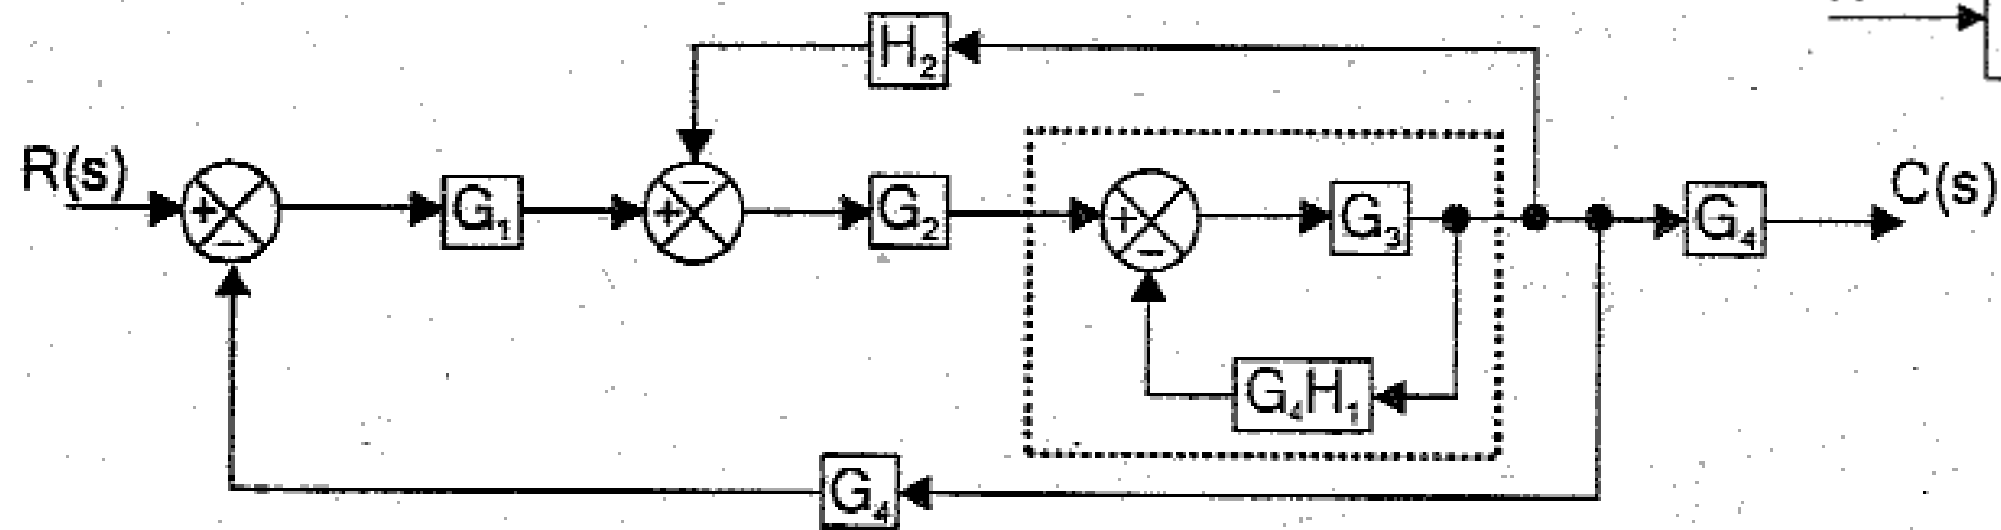 H₂
R(s) + − G₁ + − G₂ + − G₃ G₄ C(s)
G₄H₁
G₄